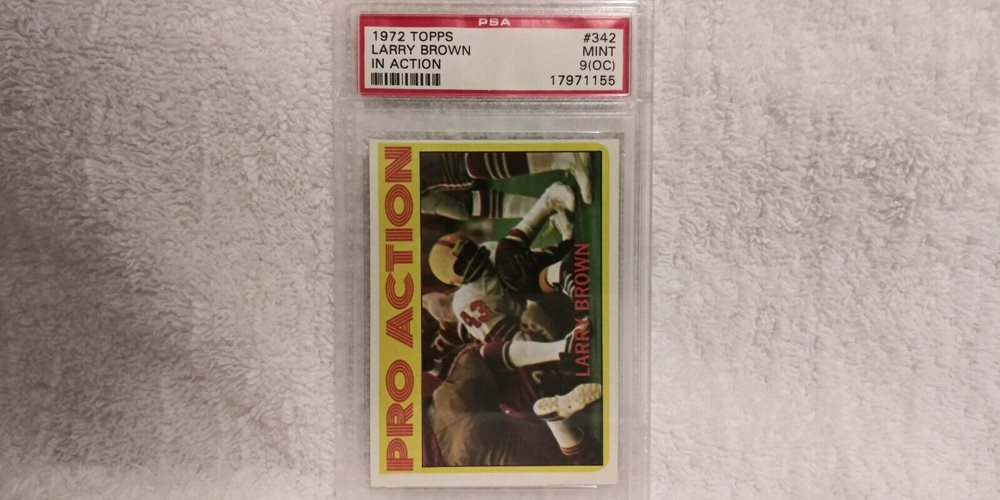 PSA
1972 TOPPS #342
LARRY BROWN MINT
IN ACTION 9(OC)
17971155
PRO ACTION
LARRY BROWN
43